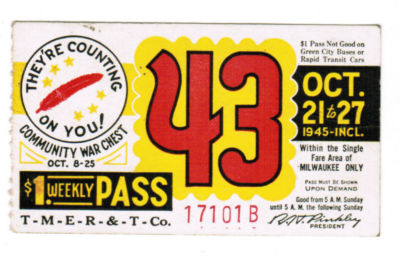 THEY'RE COUNTING
ON YOU!
COMMUNITY WAR CHEST
OCT. 8-25
$1. WEEKLY PASS
T-M-E-R-&-T-Co.
43
17101B
$1 Pass Not Good on
Green City Buses or
Rapid Transit Cars
OCT.
21 to 27
1945-INCL.
Within the Single
Fare Area of
MILWAUKEE ONLY
PASS MUST BE SHOWN
UPON DEMAND
Good from 5 A.M. Sunday
until 5 A.M. the following Sunday
R.H. Pinkley
PRESIDENT